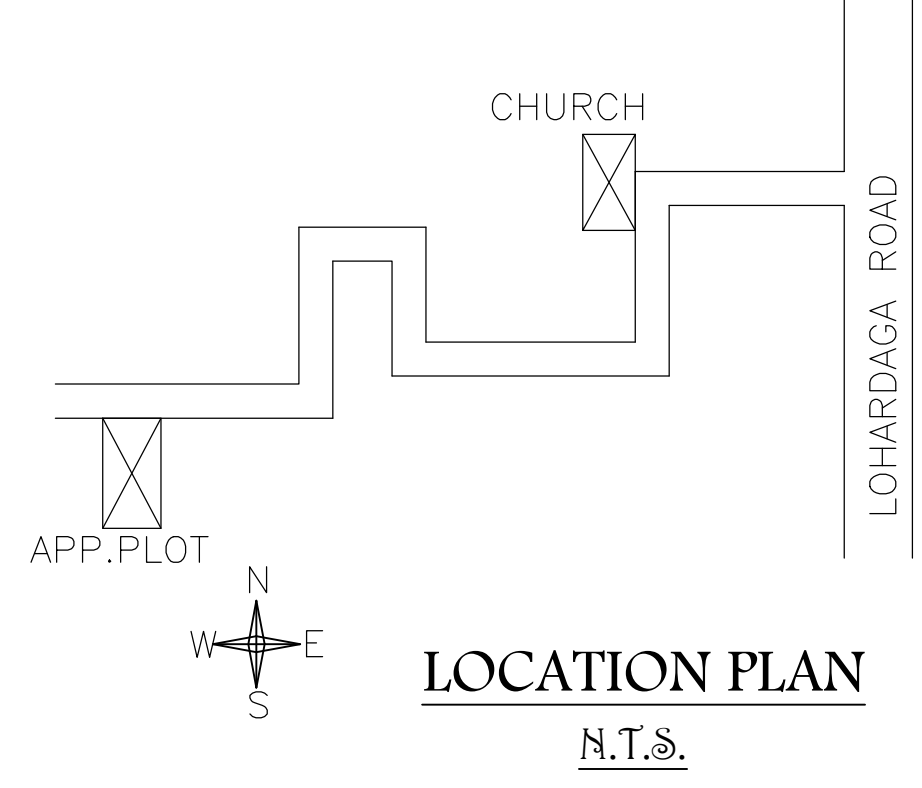 CHURCH
LOHARDAGA ROAD
APP.PLOT
N
W E
S
LOCATION PLAN
N.T.S.